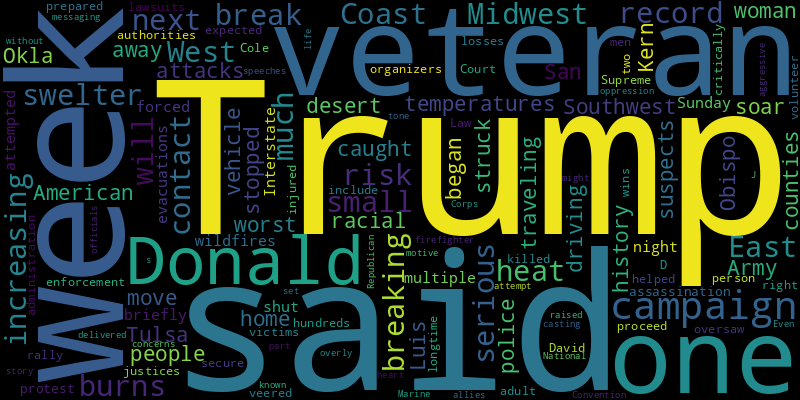 Trump
said
week
veteran
one
Donald
campaign
break
West
Coast
Midwest
record
woman
next
Okla
away
authorities
prepared
lawsuits
messaging
without
expected
Cole
life
losses
organizers
Court
men
San
Supreme
oppression
two
Kern
critically
aggressive
volunteer
attacks
speeches
swelter
forced
much
desert
temperatures
Southwest
Sunday
soar
attempted
will
contact
evacuations
vehicle
stopped
Interstate
injured
caught
tone
Law
began
struck
traveling
driving
suspects
Obispo
J
counties
risk
small
racial
include
might
wins
history
American
increasing
administration
officials
worst
wildfires
Corps
night
East
Army
D
person
right
enforcement
s
Republican
breaking
firefighter
motive
multiple
serious
killed
heat
attempt
helped
assassination
move
briefly
set
shut
hundreds
delivered
Tulsa
home
victims
Luis
longtime
police
raised
casting
David
National
proceed
oversaw
Even
concerns
rally
people
justices
secure
part
overly
heart
story
protest
burns
veered
known
adult
Marine
allies
Convention